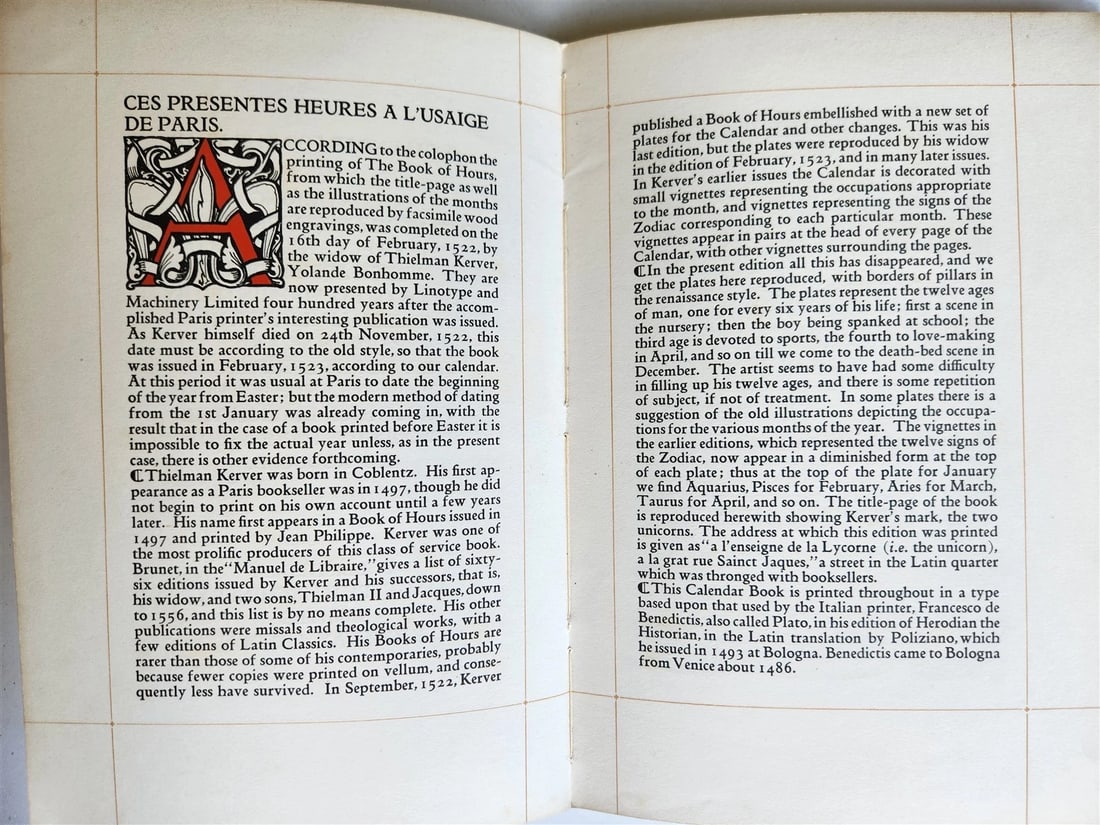 CES PRESENTES HEURES A L'USAIGE
DE PARIS.
ACCORDING to the colophon the
printing of The Book of Hours,
from which the title-page as well
as the illustrations of the months
are reproduced by facsimile wood
engravings, was completed on the
16th day of February, 1522, by
the widow of Thielman Kerver,
Yolande Bonhomme. They are
now presented by Linotype and
Machinery Limited four hundred years after the accom-
plished Paris printer's interesting publication was issued.
As Kerver himself died on 24th November, 1522, this
date must be according to the old style, so that the book
was issued in February, 1523, according to our calendar.
At this period it was usual at Paris to date the beginning
of the year from Easter; but the modern method of dating
from the 1st January was already coming in, with the
result that in the case of a book printed before Easter it is
impossible to fix the actual year unless, as in the present
case, there is other evidence forthcoming.
⁋Thielman Kerver was born in Coblentz. His first ap-
pearance as a Paris bookseller was in 1497, though he did
not begin to print on his own account until a few years
later. His name first appears in a Book of Hours issued in
1497 and printed by Jean Philippe. Kerver was one of
the most prolific producers of this class of service book.
Brunet, in the "Manuel de Libraire," gives a list of sixty-
six editions issued by Kerver and his successors, that is,
his widow, and two sons, Thielman II and Jacques, down
to 1556, and this list is by no means complete. His other
publications were missals and theological works, with a
few editions of Latin Classics. His Books of Hours are
rarer than those of some of his contemporaries, probably
because fewer copies were printed on vellum, and conse-
quently less have survived. In September, 1522, Kerver
published a Book of Hours embellished with a new set of
plates for the Calendar and other changes. This was his
last edition, but the plates were reproduced by his widow
in the edition of February, 1523, and in many later issues.
In Kerver's earlier issues the Calendar is decorated with
small vignettes representing the occupations appropriate
to the month, and vignettes representing the signs of the
Zodiac corresponding to each particular month. These
vignettes appear in pairs at the head of every page of the
Calendar, with other vignettes surrounding the pages.
⁋In the present edition all this has disappeared, and we
get the plates here reproduced, with borders of pillars in
the renaissance style. The plates represent the twelve ages
of man, one for every six years of his life; first a scene in
the nursery; then the boy being spanked at school; the
third age is devoted to sports, the fourth to love-making
in April, and so on till we come to the death-bed scene in
December. The artist seems to have had some difficulty
in filling up his twelve ages, and there is some repetition
of subject, if not of treatment. In some plates there is a
suggestion of the old illustrations depicting the occupa-
tions for the various months of the year. The vignettes in
the earlier editions, which represented the twelve signs of
the Zodiac, now appear in a diminished form at the top
of each plate; thus at the top of the plate for January
we find Aquarius, Pisces for February, Aries for March,
Taurus for April, and so on. The title-page of the book
is reproduced herewith showing Kerver's mark, the two
unicorns. The address at which this edition was printed
is given as "a l'enseigne de la Lycorne (i.e. the unicorn),
a la grat rue Sainct Jaques," a street in the Latin quarter
which was thronged with booksellers.
⁋This Calendar Book is printed throughout in a type
based upon that used by the Italian printer, Francesco de
Benedictis, also called Plato, in his edition of Herodian the
Historian, in the Latin translation by Poliziano, which
he issued in 1493 at Bologna. Benedictis came to Bologna
from Venice about 1486.